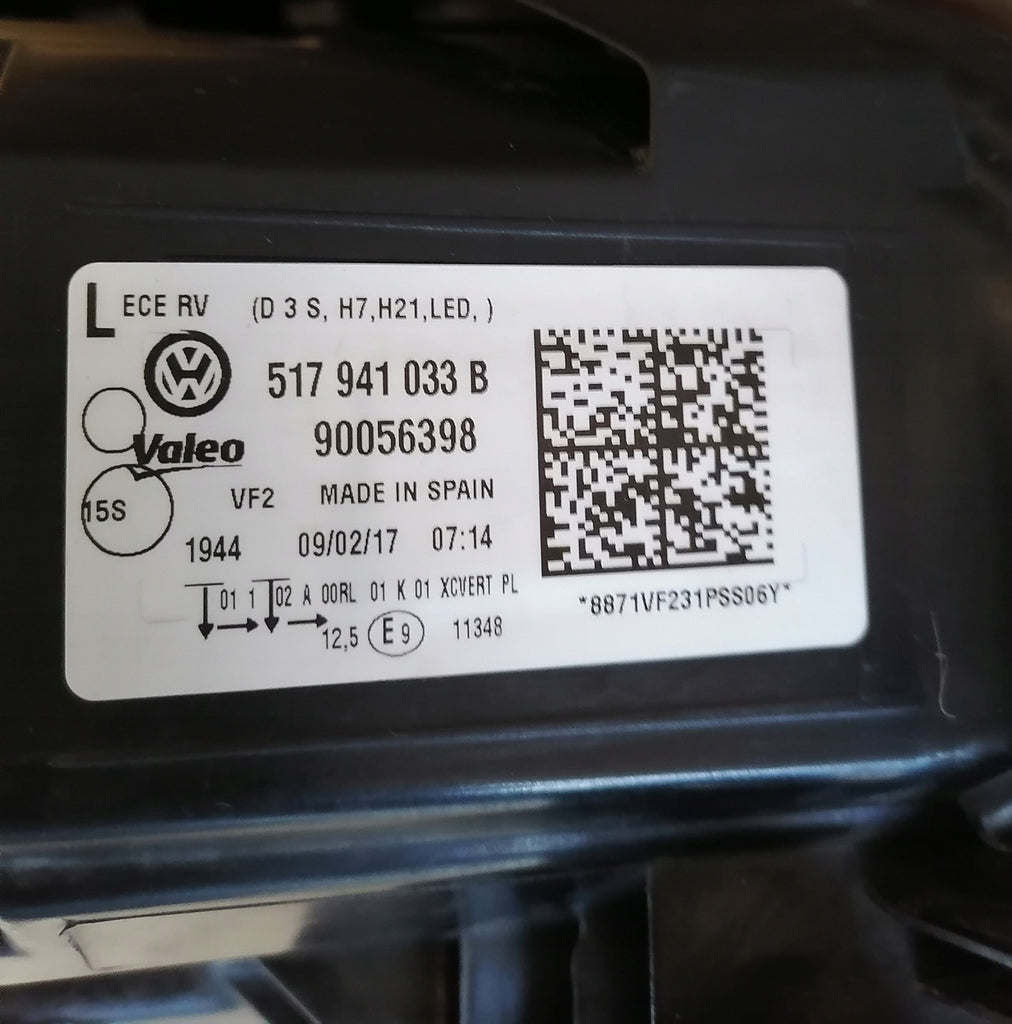 L ECE RV (D 3 S, H7,H21,LED, )
VW
517 941 033 B
Valeo 90056398
15S VF2 MADE IN SPAIN
1944 09/02/17 07:14
01 1 02 A 00RL 01 K 01 XCVERT PL
12,5 E9 11348
*8871VF231PSS06Y*